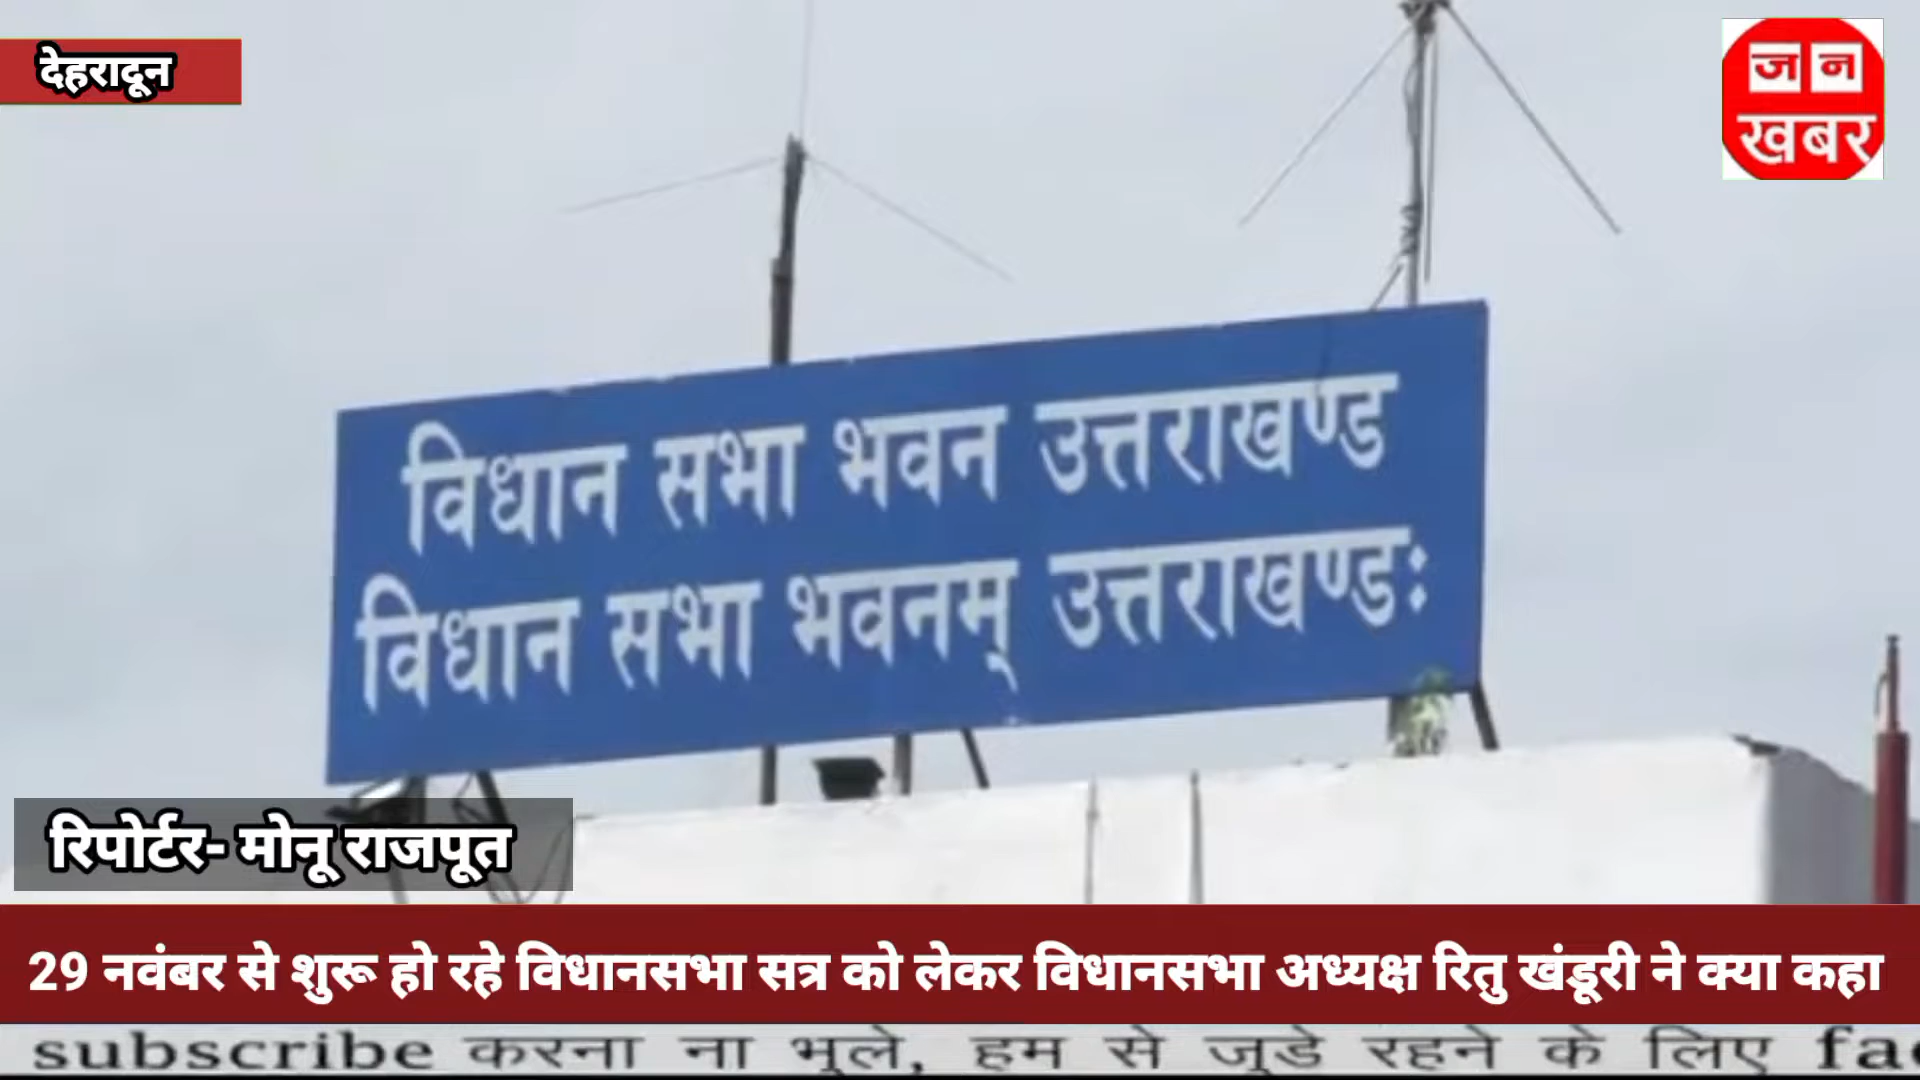 देहरादून
जन
खबर
विधान सभा भवन उत्तराखण्ड
विधान सभा भवनम् उत्तराखण्डः
रिपोर्टर- मोनू राजपूत
29 नवंबर से शुरू हो रहे विधानसभा सत्र को लेकर विधानसभा अध्यक्ष रितु खंडूरी ने क्या कहा
subscribe करना ना भूले, हम से जुडे रहने के लिए